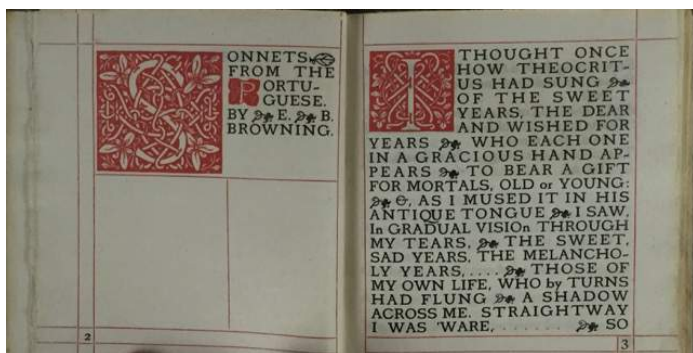 SONNETS
FROM THE
PORTU-
GUESE.
BY E. B.
BROWNING.
2
I THOUGHT ONCE
HOW THEOCRIT-
US HAD SUNG
OF THE SWEET
YEARS, THE DEAR
AND WISHED FOR
YEARS WHO EACH ONE
IN A GRACIOUS HAND AP-
PEARS TO BEAR A GIFT
FOR MORTALS, OLD or YOUNG:
&, AS I MUSED IT IN HIS
ANTIQUE TONGUE I SAW,
In GRADUAL VISIOn THROUGH
MY TEARS, THE SWEET,
SAD YEARS, THE MELANCHO-
LY YEARS, .... THOSE OF
MY OWN LIFE, WHO by TURNS
HAD FLUNG A SHADOW
ACROSS ME. STRAIGHTWAY
I WAS 'WARE, ....... SO
3